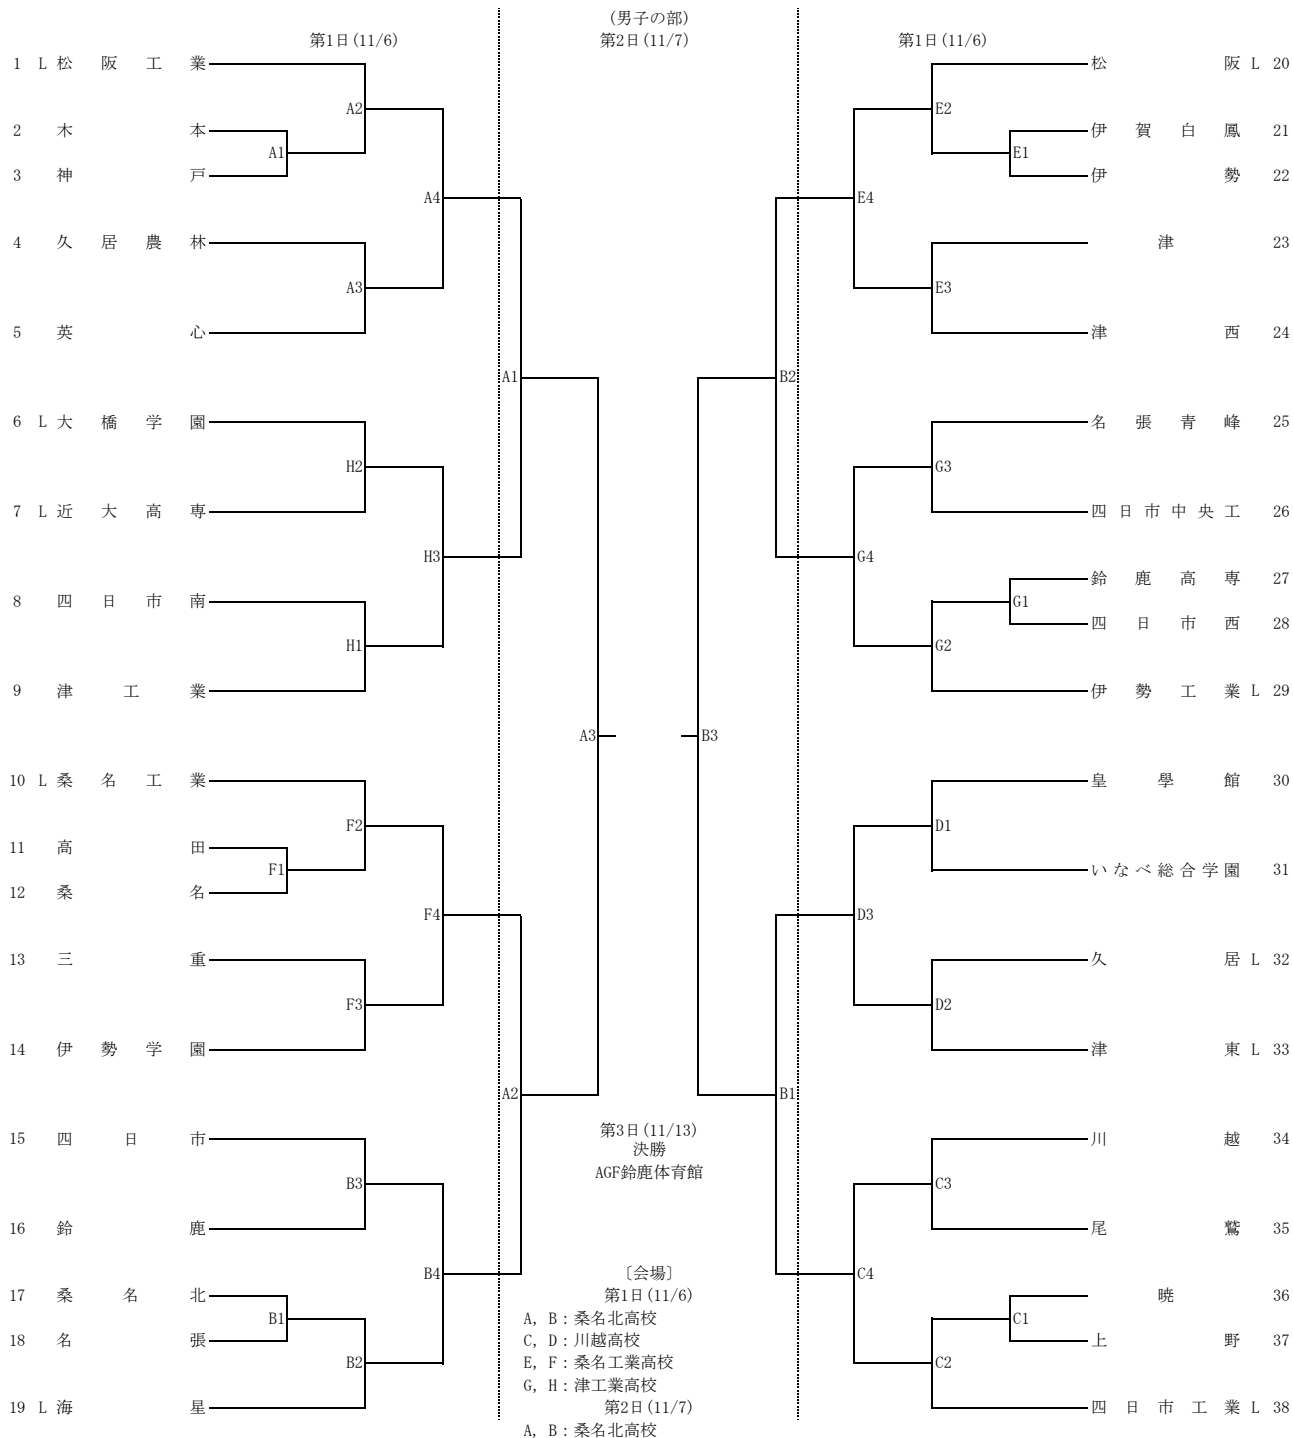 (男子の部)
第1日(11/6) 第2日(11/7) 第1日(11/6)
1 L 松阪工業 松阪 L 20
A2 E2
2 木本 伊賀白鳳 21
A1 E1
3 神戸 伊勢 22
A4 E4
4 久居農林 津 23
A3 E3
5 英心 津西 24
A1 B2
6 L 大橋学園 名張青峰 25
H2 G3
7 L 近大高専 四日市中央工 26
H3 G4
鈴鹿高専 27
8 四日市南 G1
四日市西 28
H1 G2
9 津工業 伊勢工業 L 29
A3 B3
10 L 桑名工業 皇學館 30
F2 D1
11 高田
F1 いなべ総合学園 31
12 桑名
F4 D3
13 三重 久居 L 32
F3 D2
14 伊勢学園 津東 L 33
A2 B1
第3日(11/13)
15 四日市 川越 34
決勝
AGF鈴鹿体育館
B3 C3
16 鈴鹿 尾鷲 35
B4 〔会場〕 C4
17 桑名北 第1日(11/6) 暁 36
B1 A, B：桑名北高校 C1
18 名張 C, D：川越高校 上野 37
B2 E, F：桑名工業高校 C2
G, H：津工業高校
19 L 海星 第2日(11/7) 四日市工業 L 38
A, B：桑名北高校